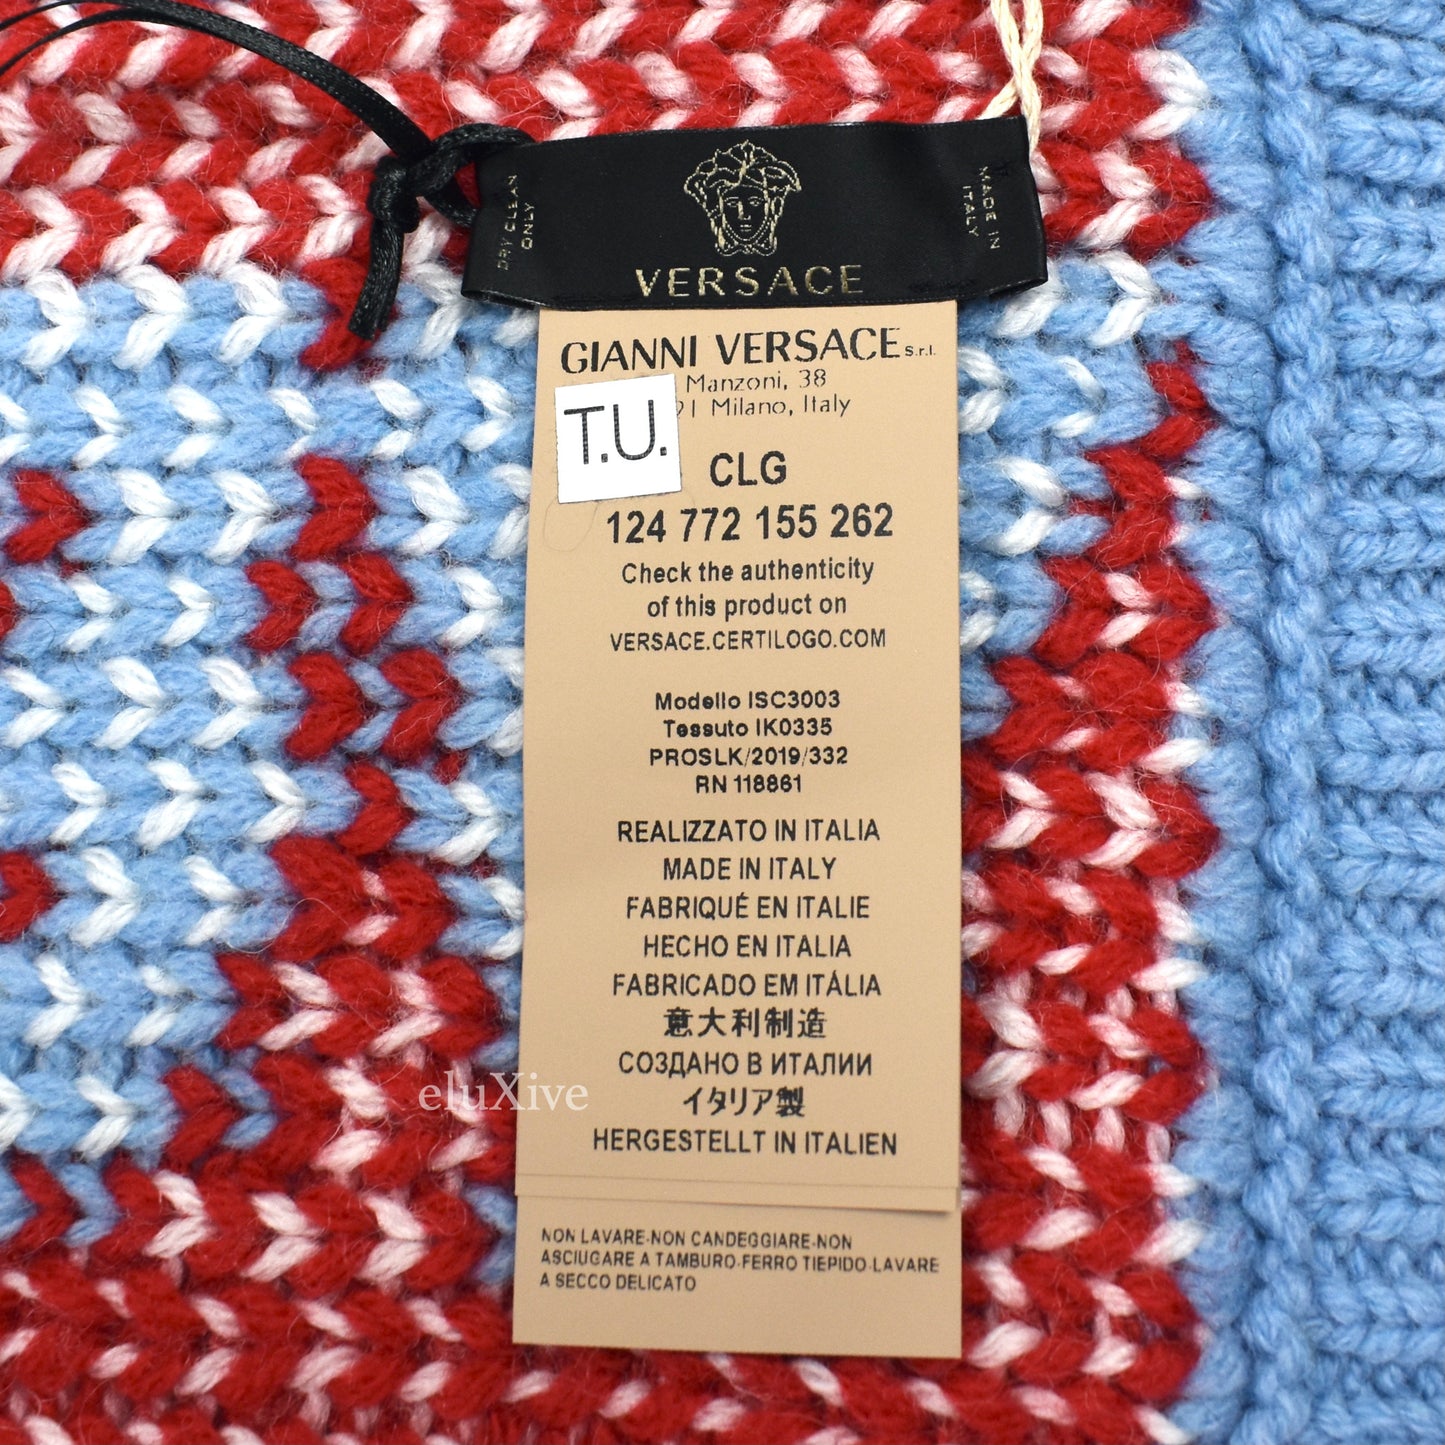 DRY CLEAN
ONLY
VERSACE
MADE IN
ITALY
GIANNI VERSACE S.r.l.
Manzoni, 38
Milano, Italy
T.U.
CLG
124 772 155 262
Check the authenticity
of this product on
VERSACE.CERTILOGO.COM
Modello ISC3003
Tessuto IK0335
PROSLK/2019/332
RN 118861
REALIZZATO IN ITALIA
MADE IN ITALY
FABRIQUÉ EN ITALIE
HECHO EN ITALIA
FABRICADO EM ITÁLIA
意大利制造
СОЗДАНО В ИТАЛИИ
イタリア製
HERGESTELLT IN ITALIEN
eluXive
NON LAVARE-NON CANDEGGIARE-NON
ASCIUGARE A TAMBURO-FERRO TIEPIDO-LAVARE
A SECCO DELICATO